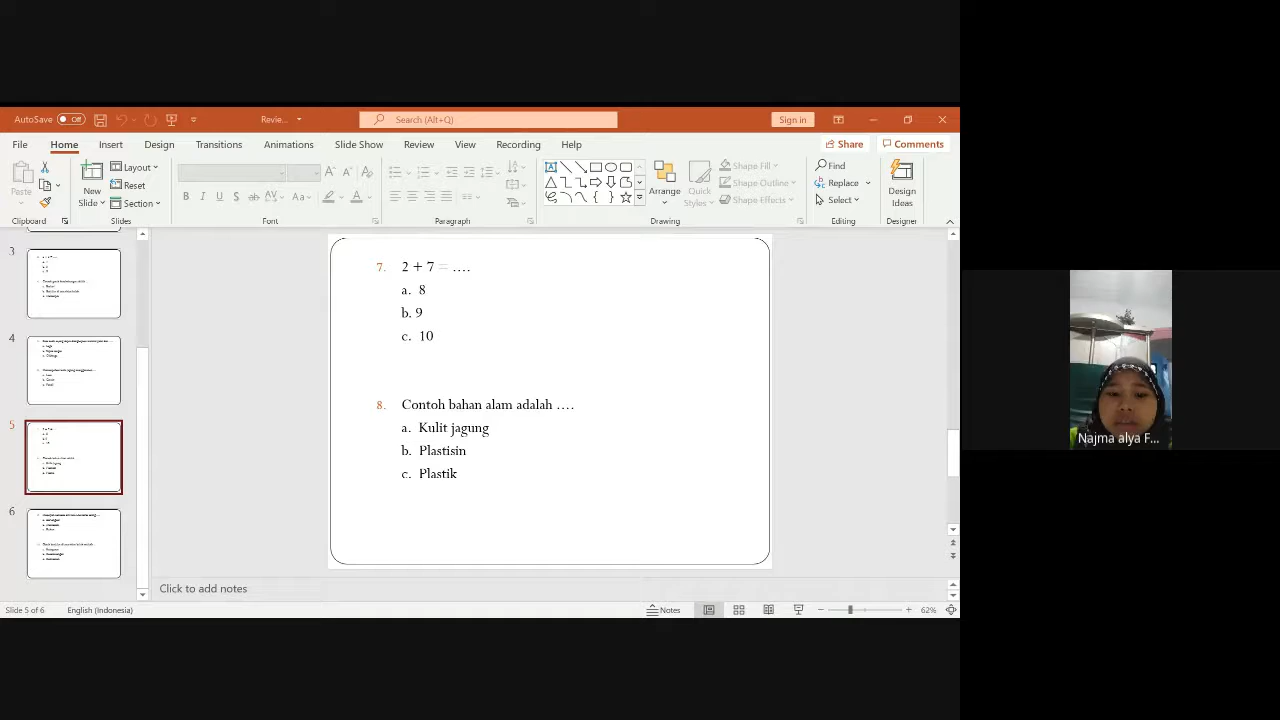 AutoSave Off
Revie...
Search (Alt+Q)
Sign in
File Home Insert Design Transitions Animations Slide Show Review View Recording Help
Share Comments
Paste
New
Slide
Layout
Reset
Section
B I U S ab AV Aa A
Arrange
Quick
Styles
Shape Fill
Shape Outline
Shape Effects
Find
Replace
Select
Design
Ideas
Clipboard Slides Font Paragraph Drawing Editing Designer
3
4
5
6
7. 2 + 7 = ....
a. 8
b. 9
c. 10
8. Contoh bahan alam adalah ....
a. Kulit jagung
b. Plastisin
c. Plastik
Click to add notes
Slide 5 of 6 English (Indonesia) Notes 62%
Najma alya F...